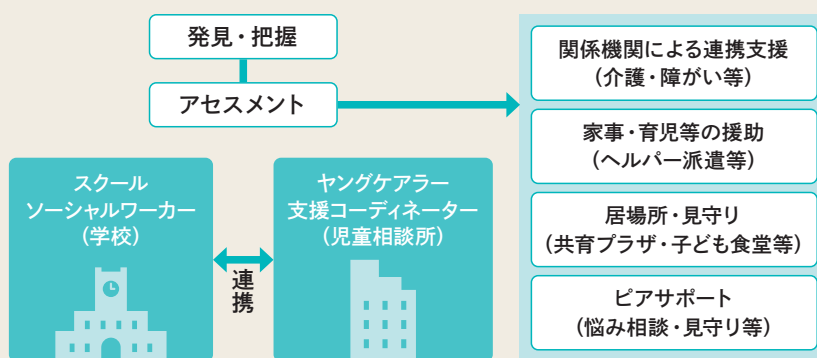 発見・把握
アセスメント
スクール
ソーシャルワーカー
(学校)
連携
ヤングケアラー
支援コーディネーター
(児童相談所)
関係機関による連携支援
(介護・障がい等)
家事・育児等の援助
(ヘルパー派遣等)
居場所・見守り
(共育プラザ・子ども食堂等)
ピアサポート
(悩み相談・見守り等)